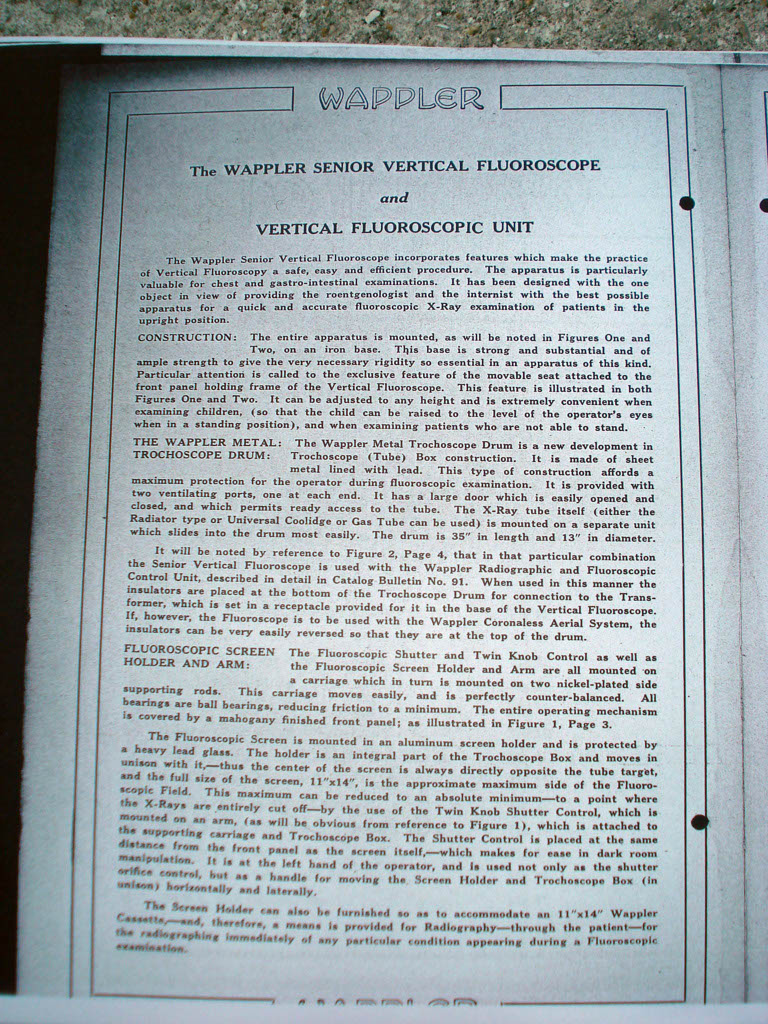 WAPPLER
The WAPPLER SENIOR VERTICAL FLUOROSCOPE
and
VERTICAL FLUOROSCOPIC UNIT
The Wappler Senior Vertical Fluoroscope incorporates features which make the practice
of Vertical Fluoroscopy a safe, easy and efficient procedure. The apparatus is particularly
valuable for chest and gastro-intestinal examinations. It has been designed with the one
object in view of providing the roentgenologist and the internist with the best possible
apparatus for a quick and accurate fluoroscopic X-Ray examination of patients in the
upright position.
CONSTRUCTION: The entire apparatus is mounted, as will be noted in Figures One and
Two, on an iron base. This base is strong and substantial and of
ample strength to give the very necessary rigidity so essential in an apparatus of this kind.
Particular attention is called to the exclusive feature of the movable seat attached to the
front panel holding frame of the Vertical Fluoroscope. This feature is illustrated in both
Figures One and Two. It can be adjusted to any height and is extremely convenient when
examining children, (so that the child can be raised to the level of the operator's eyes
when in a standing position), and when examining patients who are not able to stand.
THE WAPPLER METAL: The Wappler Metal Trochoscope Drum is a new development in
TROCHOSCOPE DRUM: Trochoscope (Tube) Box construction. It is made of sheet
metal lined with lead. This type of construction affords a
maximum protection for the operator during fluoroscopic examination. It is provided with
two ventilating ports, one at each end. It has a large door which is easily opened and
closed, and which permits ready access to the tube. The X-Ray tube itself (either the
Radiator type or Universal Coolidge or Gas Tube can be used) is mounted on a separate unit
which slides into the drum most easily. The drum is 35" in length and 13" in diameter.
It will be noted by reference to Figure 2, Page 4, that in that particular combination
the Senior Vertical Fluoroscope is used with the Wappler Radiographic and Fluoroscopic
Control Unit, described in detail in Catalog Bulletin No. 91. When used in this manner the
insulators are placed at the bottom of the Trochoscope Drum for connection to the Trans-
former, which is set in a receptacle provided for it in the base of the Vertical Fluoroscope.
If, however, the Fluoroscope is to be used with the Wappler Coronaless Aerial System, the
insulators can be very easily reversed so that they are at the top of the drum.
FLUOROSCOPIC SCREEN The Fluoroscopic Shutter and Twin Knob Control as well as
HOLDER AND ARM: the Fluoroscopic Screen Holder and Arm are all mounted on
a carriage which in turn is mounted on two nickel-plated side
supporting rods. This carriage moves easily, and is perfectly counter-balanced. All
bearings are ball bearings, reducing friction to a minimum. The entire operating mechanism
is covered by a mahogany finished front panel; as illustrated in Figure 1, Page 3.
The Fluoroscopic Screen is mounted in an aluminum screen holder and is protected by
a heavy lead glass. The holder is an integral part of the Trochoscope Box and moves in
unison with it,—thus the center of the screen is always directly opposite the tube target,
and the full size of the screen, 11"x14", is the approximate maximum side of the Fluoro-
scopic Field. This maximum can be reduced to an absolute minimum—to a point where
the X-Rays are entirely cut off—by the use of the Twin Knob Shutter Control, which is
mounted on an arm, (as will be obvious from reference to Figure 1), which is attached to
the supporting carriage and Trochoscope Box. The Shutter Control is placed at the same
distance from the front panel as the screen itself,—which makes for ease in dark room
manipulation. It is at the left hand of the operator, and is used not only as the shutter
orifice control, but as a handle for moving the Screen Holder and Trochoscope Box (in
unison) horizontally and laterally.
The Screen Holder can also be furnished so as to accommodate an 11"x14" Wappler
Cassette,—and, therefore, a means is provided for Radiography—through the patient—for
the radiographing immediately of any particular condition appearing during a Fluoroscopic
examination.
WAPPLER